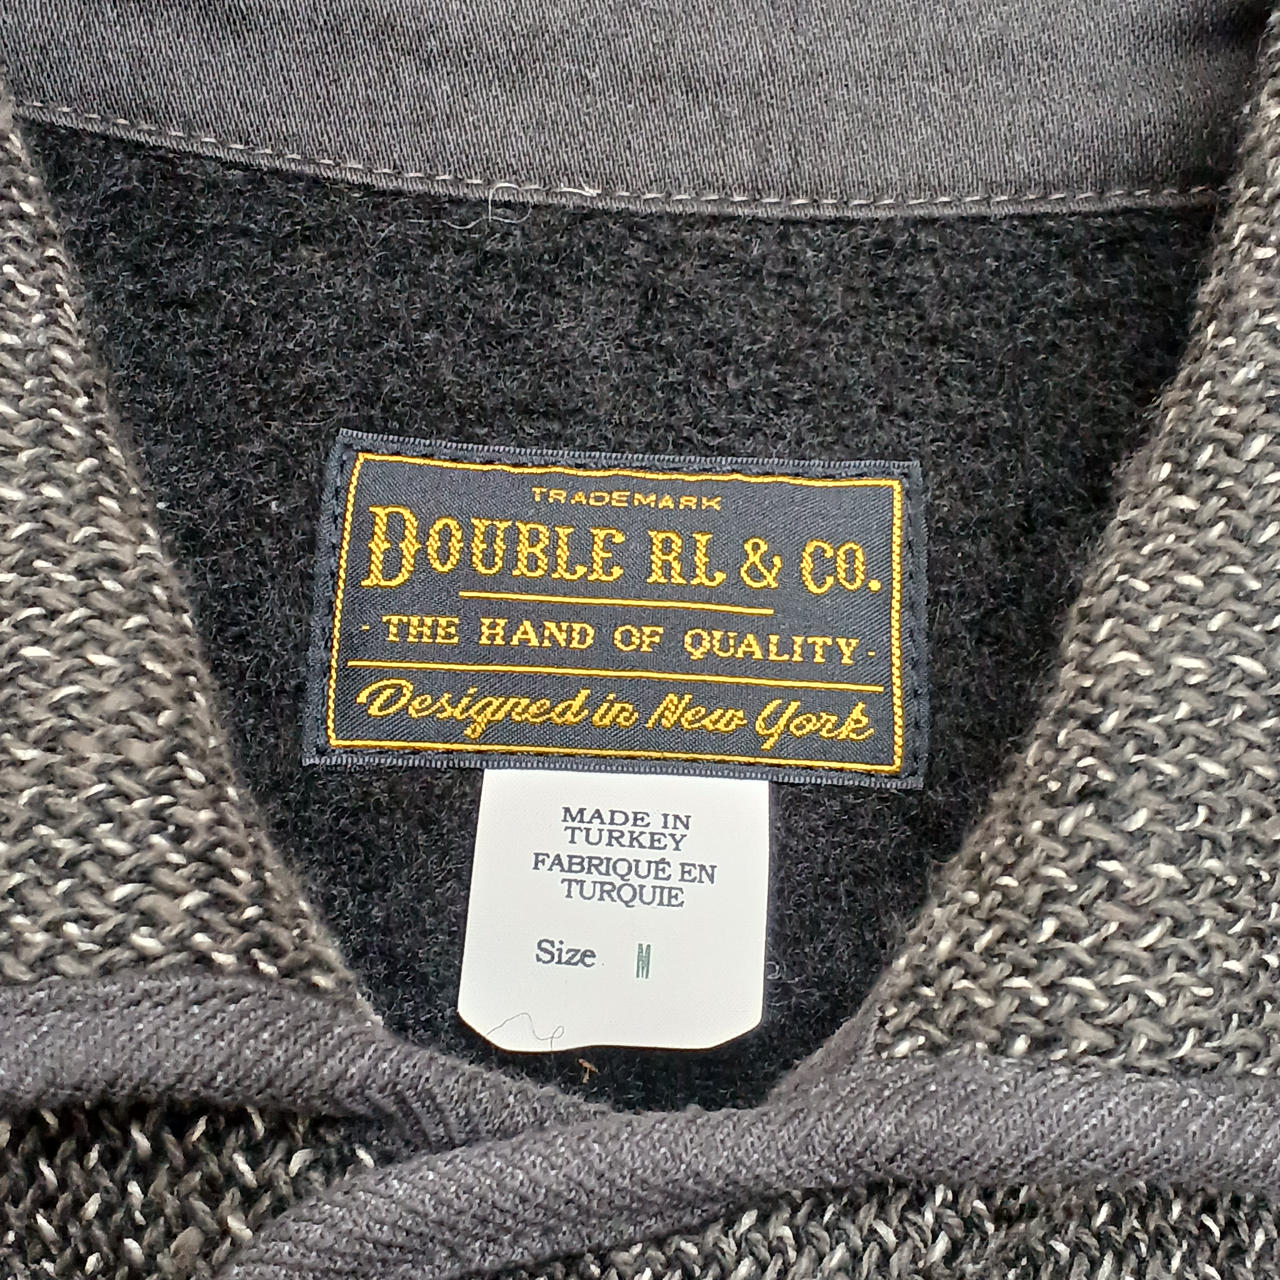 TRADEMARK
DOUBLE RL & CO.
- THE HAND OF QUALITY -
Designed in New York
MADE IN
TURKEY
FABRIQUÉ EN
TURQUIE
Size M